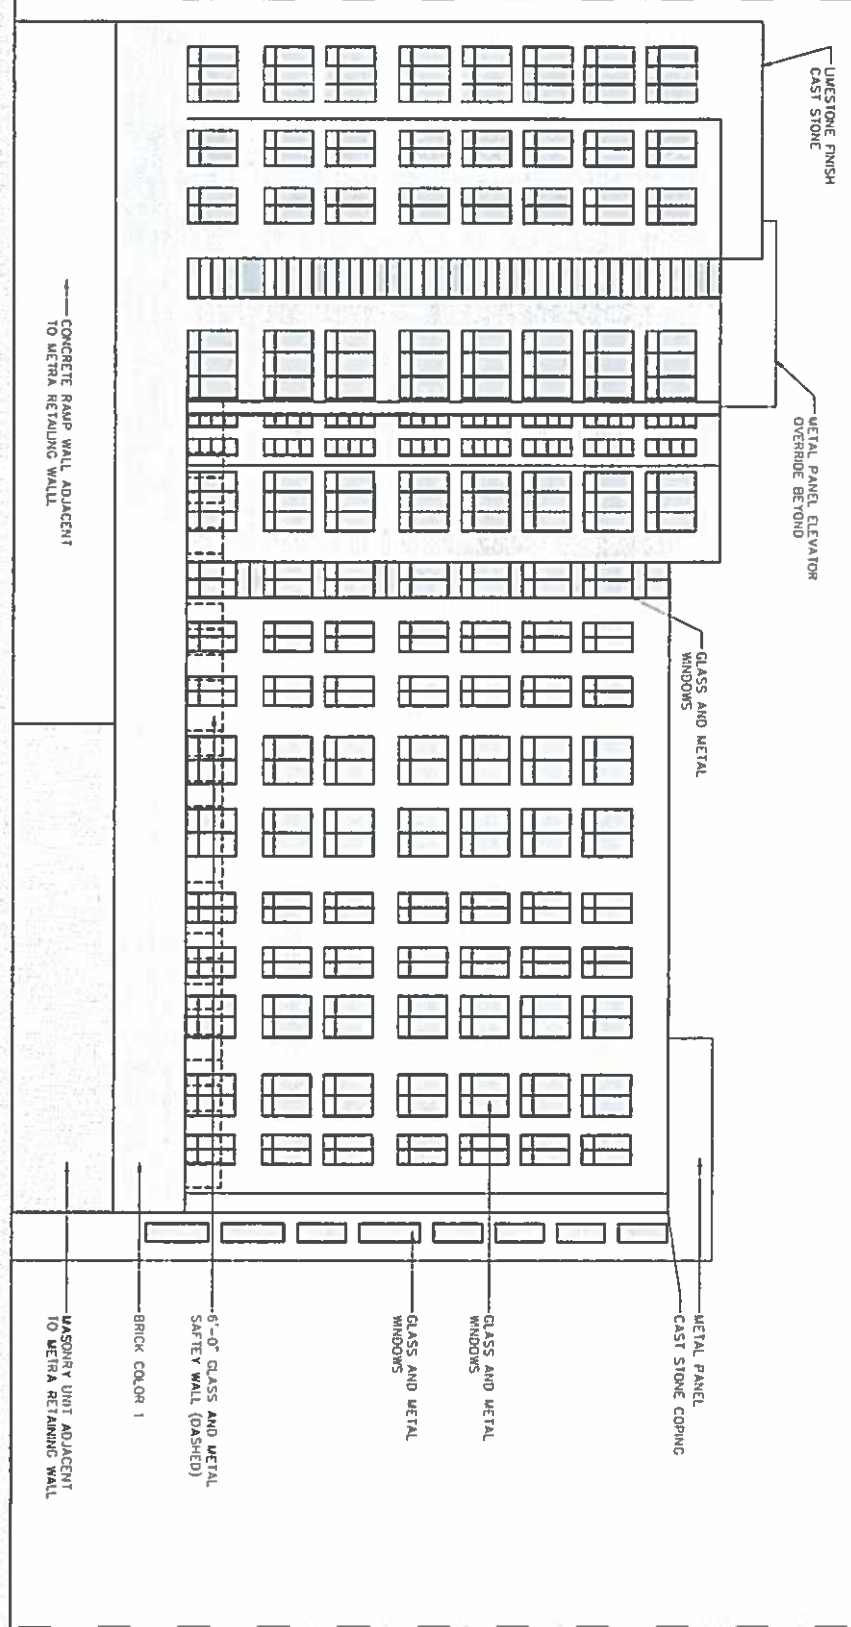 LIMESTONE FINISH
CAST STONE
METAL PANEL ELEVATOR
OVERRIDE BEYOND
GLASS AND METAL
WINDOWS
METAL PANEL
CAST STONE COPING
GLASS AND METAL
WINDOWS
GLASS AND METAL
WINDOWS
6'-0" GLASS AND METAL
SAFTEY WALL (DASHED)
BRICK COLOR 1
MASONRY UNIT ADJACENT
TO METRA RETAINING WALL
CONCRETE RAMP WALL ADJACENT
TO METRA RETAILING WALLL